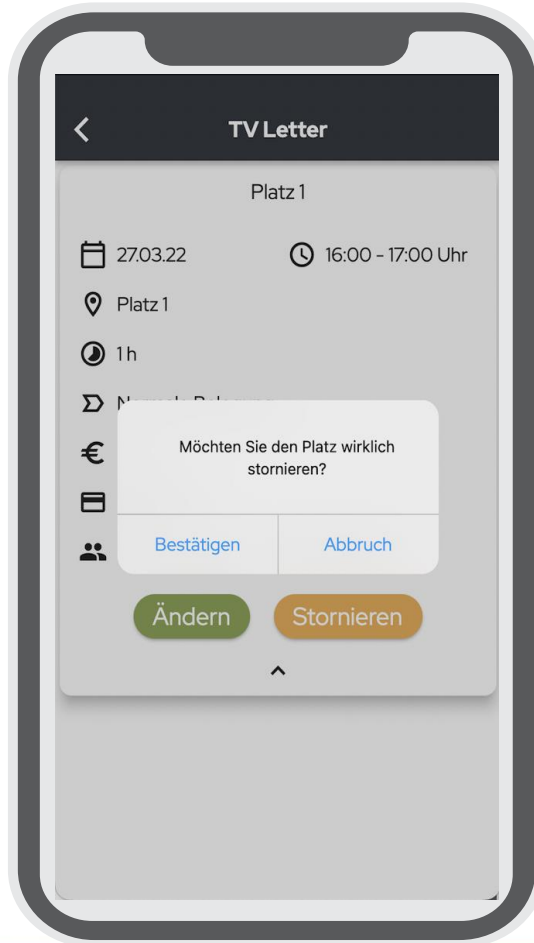 TV Letter
Platz 1
27.03.22
16:00 - 17:00 Uhr
Platz 1
1 h
Möchten Sie den Platz wirklich
stornieren?
Bestätigen
Abbruch
Ändern
Stornieren